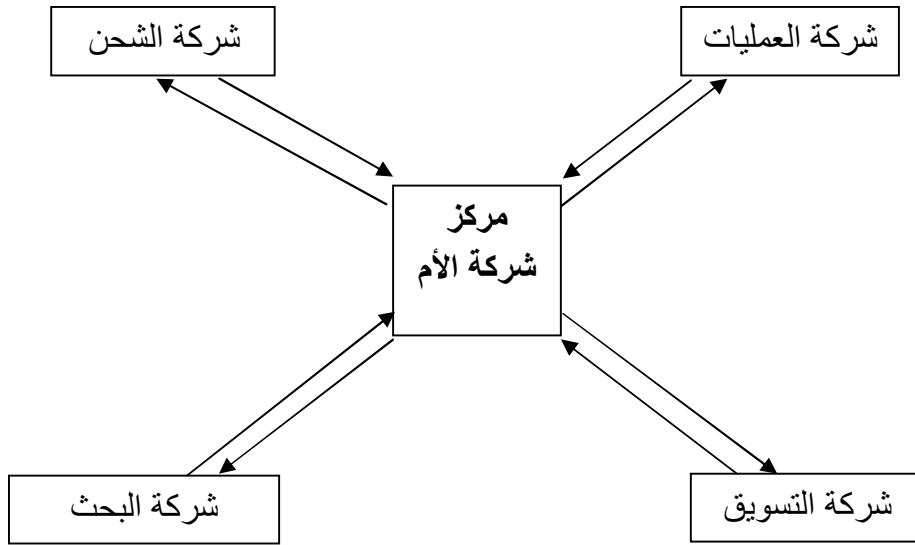 شركة العمليات
شركة الشحن
مركز
شركة الأم
شركة التسويق
شركة البحث